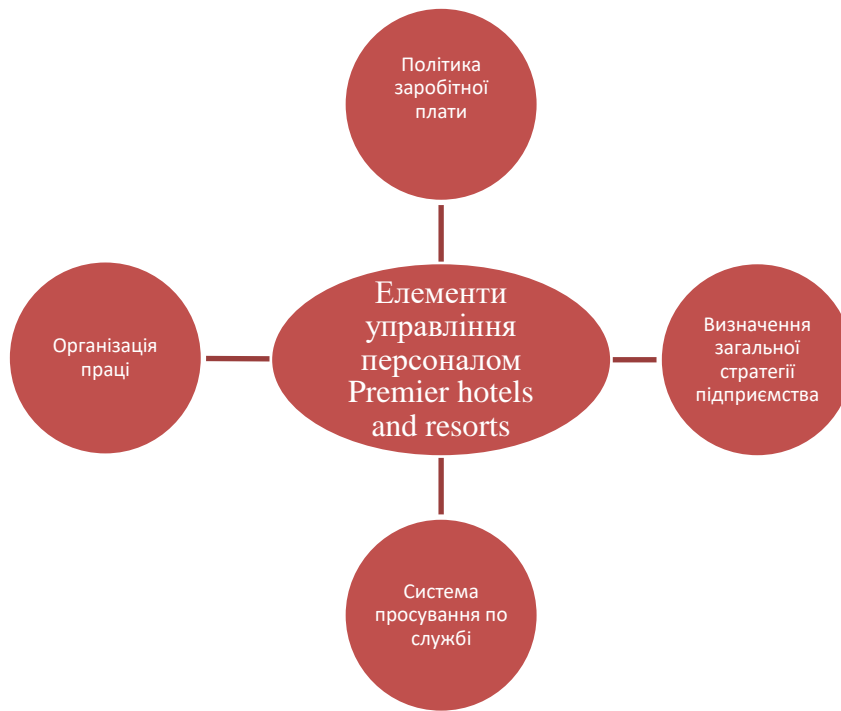 Політика
заробітної
плати
Організація
праці
Елементи
управління
персоналом
Premier hotels
and resorts
Визначення
загальної
стратегії
підприємства
Система
просування по
службі